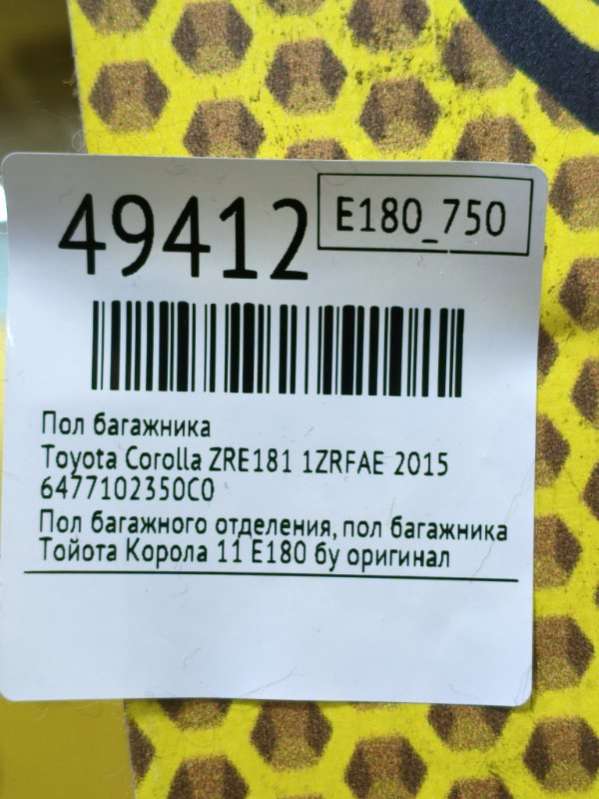 49412
E180_750
Пол багажника
Toyota Corolla ZRE181 1ZRFAE 2015
6477102350C0
Пол багажного отделения, пол багажника
Тойота Корола 11 E180 бу оригинал